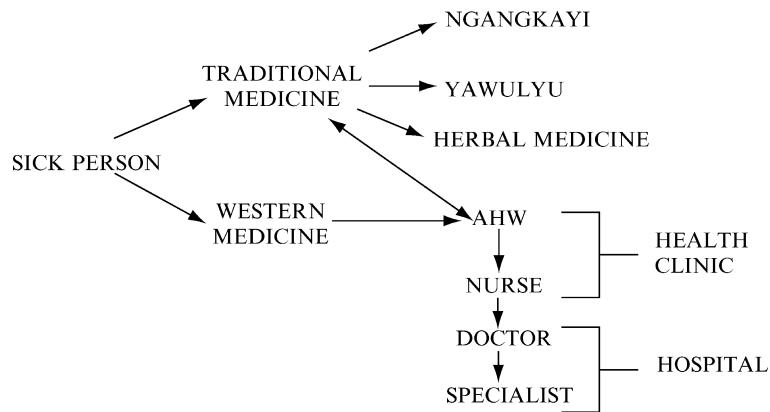 NGANGKAYI
TRADITIONAL
MEDICINE
YAWULYU
HERBAL MEDICINE
SICK PERSON
WESTERN
MEDICINE
AHW
HEALTH
CLINIC
NURSE
DOCTOR
HOSPITAL
SPECIALIST